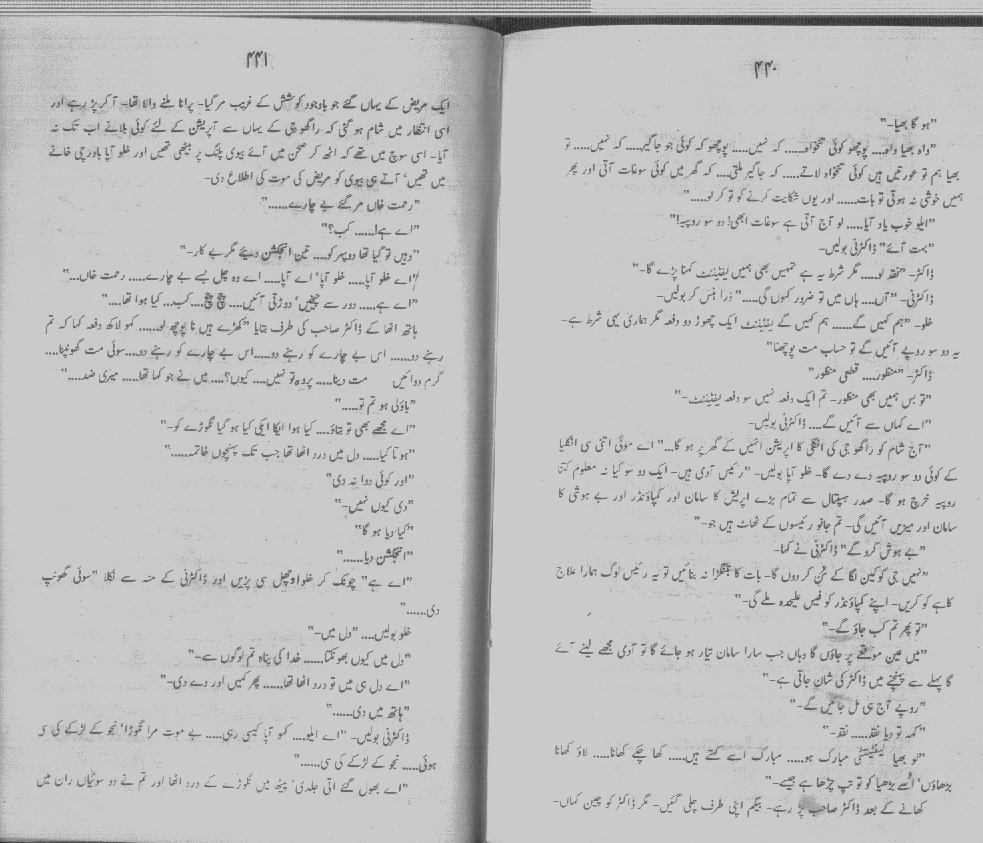 ۴۴۰
"ہو گا بھیا۔"
"واہ بھیا واہ.... پوچھو کوئی تنخواہ...... کہ نہیں..... پوچھو کہ کوئی جو جاگیر.... کہ نہیں..... تو
بھیا ہم تو عورتیں ہیں کوئی تنخواہ لاتے..... کہ جاگیر ملتی.... کہ گھر میں کوئی سوغات آتی اور پھر
ہمیں خوشی نہ ہوتی تو بات...... اور یوں شکایت کرنے کو تو کر لو....."
"ایلو خوب یاد آیا..... لو آج آتی ہے سوغات ابھی! دو سو روپیہ!"
"بہت آئے" ڈاکٹرنی بولیں۔
ڈاکٹر۔ "نقد لو.... مگر شرط یہ ہے تمہیں بھی ہمیں لیفٹیننٹ کہنا پڑے گا۔"
ڈاکٹرنی۔ "آں.... ہاں میں تو ضرور کہوں گی....." ذرا ہنس کر بولیں۔
خلو۔ "ہم کہیں گے...... ہم کہیں گے لیفٹیننٹ ایک چھوڑ دو دفعہ مگر ہماری بھی شرط ہے۔
یہ دو سو روپے آئیں گے تو حساب مت پوچھنا"
ڈاکٹر۔ "منظور.... قطعی منظور"
"تو بس ہمیں بھی منظور۔ تم ایک دفعہ نہیں سو دفعہ لیفٹیننٹ۔"
"اے کہاں سے آئیں گے.... ڈاکٹرنی بولیں۔
"آج شام کو راگھو جی کی انگلی کا اپریشن انہیں کے گھر پر ہو گا..." اے موئی اتنی سی انگلیا
کے کوئی دو سو روپیہ دے دے گا۔ خلو آپا بولیں۔ "رئیس آدمی ہیں۔ ایک دو سو کیا نہ معلوم کتنا
روپیہ خرچ ہو گا۔ صدر ہسپتال سے تمام بڑے اپریشن کا سامان اور کمپاؤنڈر اور بے ہوشی کا
سامان اور میزیں آئیں گی۔ تم جانو رئیسوں کے ٹھاٹ ہیں جو۔"
"بے ہوش کرو گے" ڈاکٹرنی نے کہا۔
"نہیں جی کوکین لگا کے سُن کر دوں گا۔ بات کا بتنگڑا نہ بنائیں تو یہ رئیس لوگ ہمارا علاج
کاہے کو کریں۔ اپنے کمپاؤنڈر کو فیس علیحدہ ملے گی۔"
"تو پھر تم کب جاؤ گے۔"
"میں عین موقعے پر جاؤں گا وہاں جب سارا سامان تیار ہو جائے گا تو آدمی مجھے لینے آئے
گا پہلے سے پہنچنے میں ڈاکٹر کی شان جاتی ہے۔"
"روپے آج ہی مل جائیں گے۔"
"کہہ تو دیا نقد..... نقد۔"
"لو بھیا لیفٹینٹی مبارک ہو..... مبارک اسے کہتے ہیں..... کھا چکے کھانا..... لاؤ کھانا
بڑھاؤں' اُسے بڑھیا کو تو تپ چڑھا ہے جیسے۔"
کھانے کے بعد ڈاکٹر صاحب پڑ رہے۔ بیگم اپنی طرف چلی گئیں۔ مگر ڈاکٹر کو چین کہاں۔
۴۴۱
ایک مریض کے یہاں گئے جو باوجود کوشش کے غریب مر گیا۔ پرانا ملنے والا تھا۔ آ کر پڑ رہے اور
اسی انتظار میں شام ہو گئی کہ راگھو جی کے یہاں سے آپریشن کے لئے کوئی بلانے اب تک نہ
آیا۔ اسی سوچ میں تھے کہ اٹھ کر صحن میں آئے بیوی پلنگ پر بیٹھی تھیں اور خلو آپا باورچی خانے
میں تھیں' آتے ہی بیوی کو مریض کی موت کی اطلاع دی۔
"رحمت خاں مر گئے بے چارے......"
"اے ہے!...... کب؟"
"وہیں تو گیا تھا دوپہر کو.... تین انجکشن دیئے مگر بے کار۔"
"اے خلو آپا..... خلو آپا' اے آپا.... اے وہ چل بسے بے چارے..... رحمت خاں..."
"اے ہے..... دور سے چیخیں' دوڑتی آئیں.... چچ چچ....کب... کیا ہوا تھا...."
ہاتھ اٹھا کے ڈاکٹر صاحب کی طرف بتایا "کھڑے ہیں نا پوچھ لو...... کہو لاکھ دفعہ کہا کہ تم
رہنے دو...... اس بے چارے کو رہنے دو.....اس بے چارے کو رہنے دو....سوئی مت گھونپنا....
گرم دوائیں مت دینا..... پر وہ تو نہیں.... کیوں؟.... میں نے جو کہا تھا..... میری ضد...."
"باؤلی ہو تم تو....."
"اے مجھے بھی تو بتاؤ.... کیا ہوا ایکا ایکی کیا ہو گیا نگوڑے کو۔"
"ہونا کیا..... دل میں درد اٹھا تھا جب تک پہنچوں خاتمہ......"
"اور کوئی دوا نہ دی"
"دی کیوں نہیں۔"
"کیا دیا ہو گا"
"انجکشن دیا......"
"اے ہے" چونک کر خلو اوچھل سی پڑیں اور ڈاکٹرنی کے منہ سے نکلا "سوئی گھونپ
دی......"
خلو بولیں.... "دل میں۔"
"دل میں کیوں بھونکتا...... خدا کی پناہ تم لوگوں سے۔"
"اے دل ہی میں تو درد اٹھا تھا...... پھر کہیں اور دے دی۔"
"ہاتھ میں دی......"
ڈاکٹرنی بولیں۔ "اے ایلو.... کہو آپا کیسی رہی..... بے موت مرا نگوڑا' نجو کے لڑکے کی سی
ہوئی..... نجو کے لڑکے کی سی......"
"اے بھول گئے اتی جلدی' پیٹھ میں نگوڑے کے درد اٹھا اور تم نے دو سوئیاں ران میں